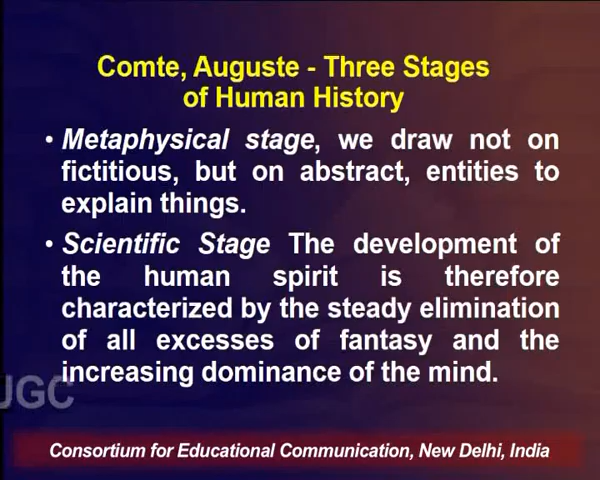 Comte, Auguste - Three Stages
of Human History
• Metaphysical stage, we draw not on
fictitious, but on abstract, entities to
explain things.
• Scientific Stage The development of
the human spirit is therefore
characterized by the steady elimination
of all excesses of fantasy and the
increasing dominance of the mind.
UGC
Consortium for Educational Communication, New Delhi, India